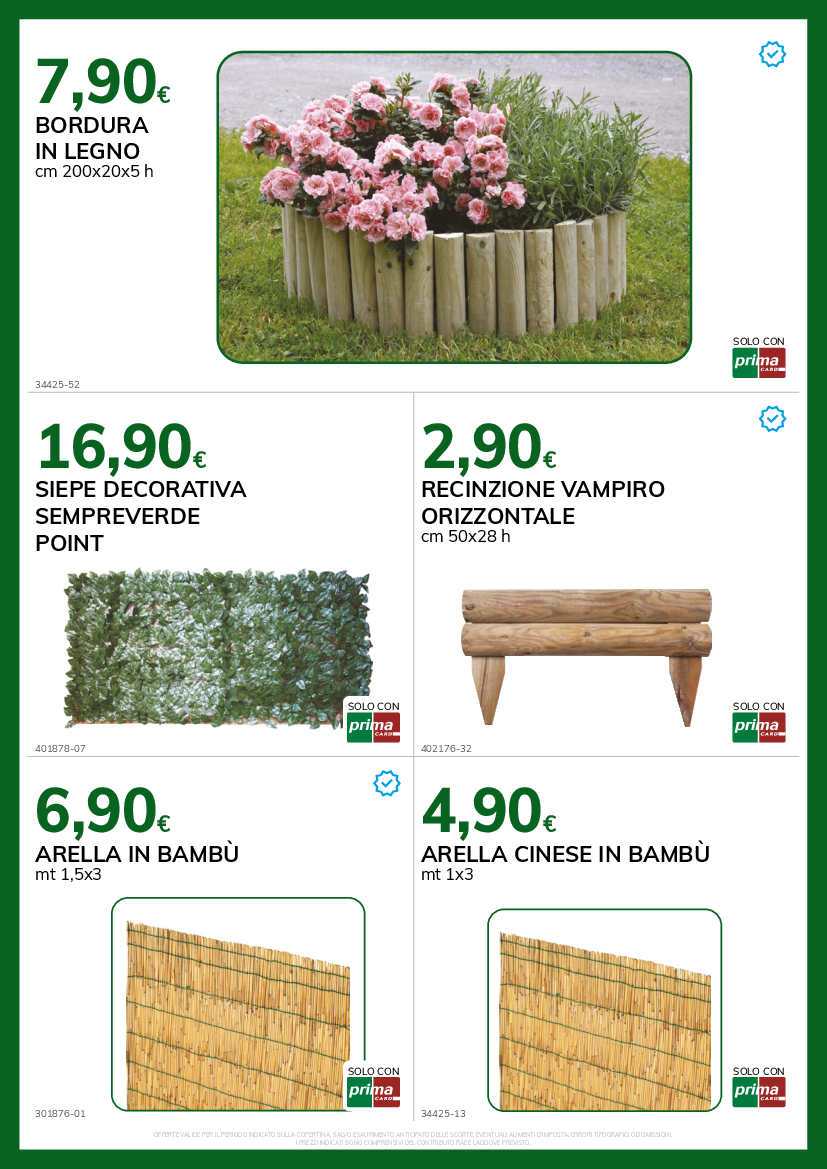 7,90€
BORDURA
IN LEGNO
cm 200x20x5 h
SOLO CON
prima
CARD
34425-52
16,90€
SIEPE DECORATIVA
SEMPREVERDE
POINT
SOLO CON
prima
CARD
401878-07
2,90€
RECINZIONE VAMPIRO
ORIZZONTALE
cm 50x28 h
SOLO CON
prima
CARD
402176-32
6,90€
ARELLA IN BAMBÙ
mt 1,5x3
SOLO CON
prima
CARD
301876-01
4,90€
ARELLA CINESE IN BAMBÙ
mt 1x3
SOLO CON
prima
CARD
34425-13
OFFERTE VALIDE PER IL PERIODO INDICATO SULLA COPERTINA, SALVO ESAURIMENTO ANTICIPATO DELLE SCORTE, EVENTUALI AUMENTI D'IMPOSTA, ERRORI TIPOGRAFICI OD OMISSIONI.
I PREZZI INDICATI SONO COMPRENSIVI DEL CONTRIBUTO RAEE LADDOVE PREVISTO.